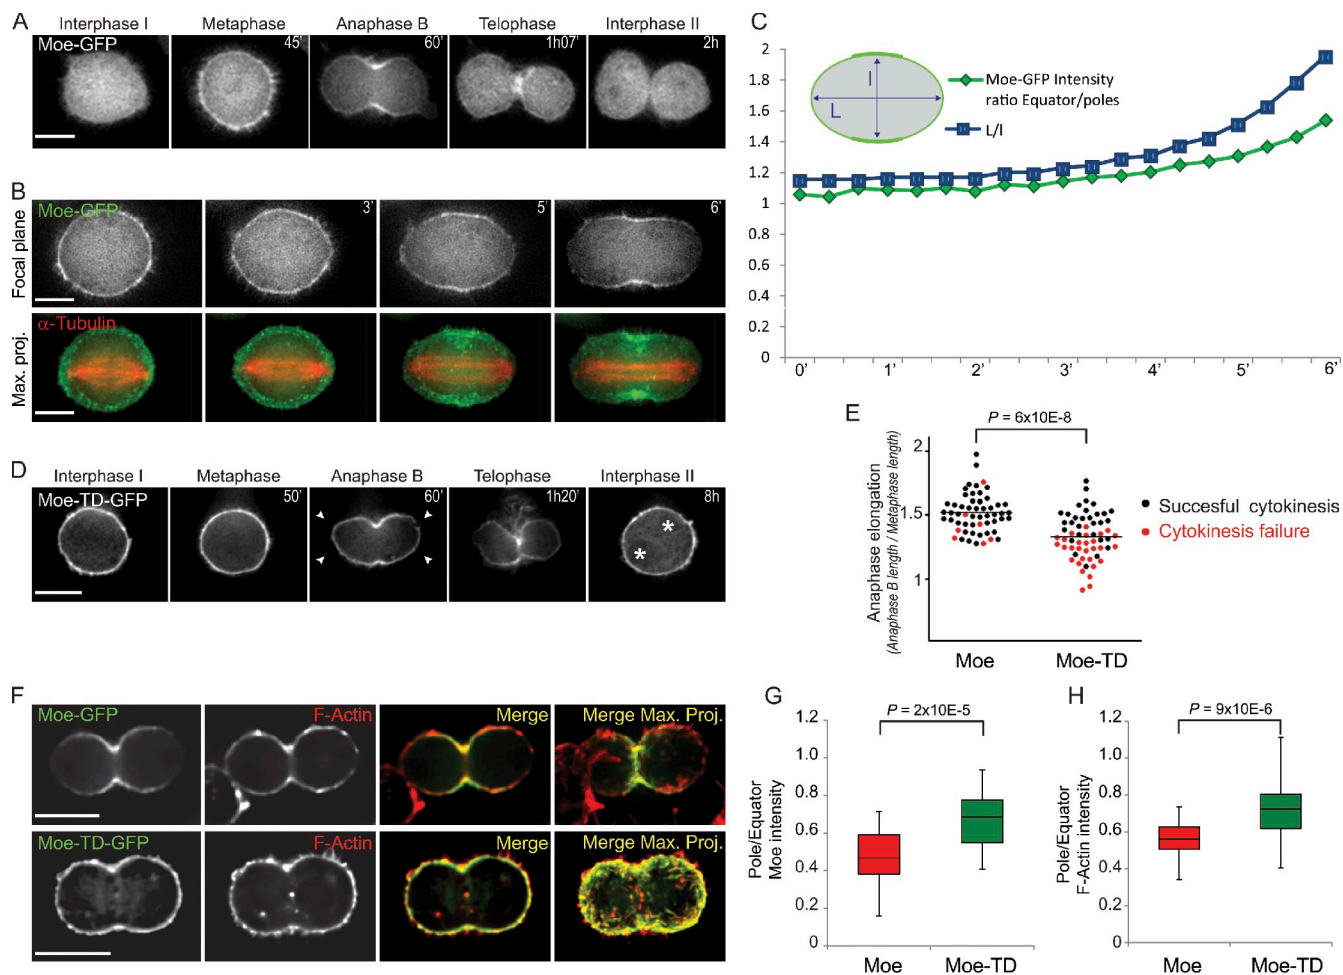 A
Interphase I Metaphase Anaphase B Telophase Interphase II
Moe-GFP 45' 60' 1h07' 2h
B
Focal plane
Moe-GFP 3' 5' 6'
Max. proj.
α-Tubulin
C
2
1.8
1.6
1.4
1.2
1
0.8
0.6
0.4
0.2
0
0' 1' 2' 3' 4' 5' 6'
l
L
Moe-GFP Intensity
ratio Equator/poles
L/l
D
Interphase I Metaphase Anaphase B Telophase Interphase II
Moe-TD-GFP 50' 60' 1h20' 8h
* *
E
P = 6x10E-8
Anaphase elongation
(Anaphase B length / Metaphase length)
2
1.5
1
Moe Moe-TD
Succesful cytokinesis
Cytokinesis failure
F
Moe-GFP F-Actin Merge Merge Max. Proj.
Moe-TD-GFP F-Actin Merge Merge Max. Proj.
G
P = 2x10E-5
Pole/Equator
Moe intensity
1.2
1.0
0.8
0.6
0.4
0.2
0
Moe Moe-TD
H
P = 9x10E-6
Pole/Equator
F-Actin intensity
1.2
1.0
0.8
0.6
0.4
0.2
0
Moe Moe-TD